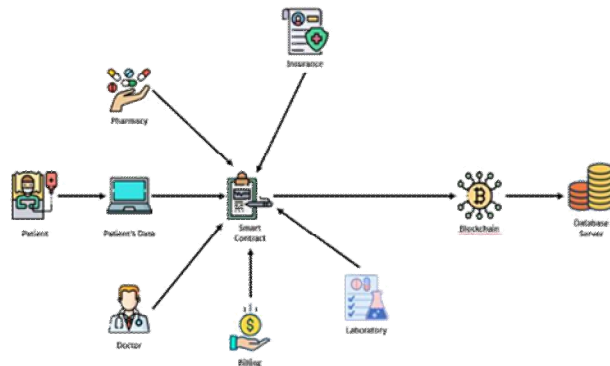 Insurance
Pharmacy
Patient
Patient's Data
Smart
Contract
Blockchain
Database
Server
Doctor
Billing
Laboratory